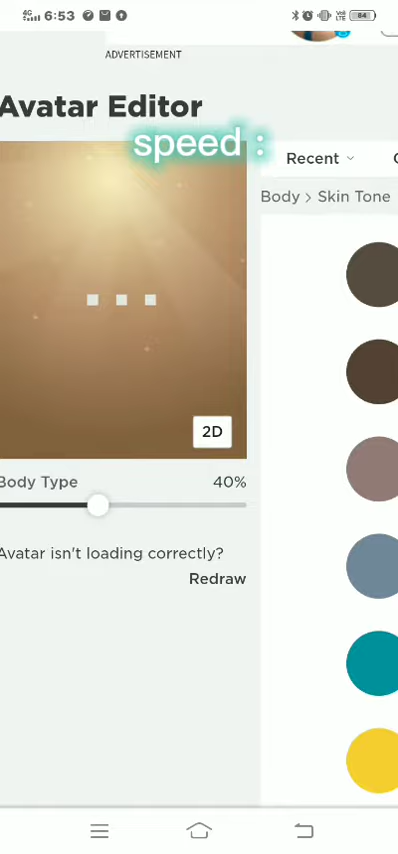 4G 6:53 84
ADVERTISEMENT
Avatar Editor
speed :
Recent
Body > Skin Tone
2D
Body Type 40%
Avatar isn't loading correctly?
Redraw